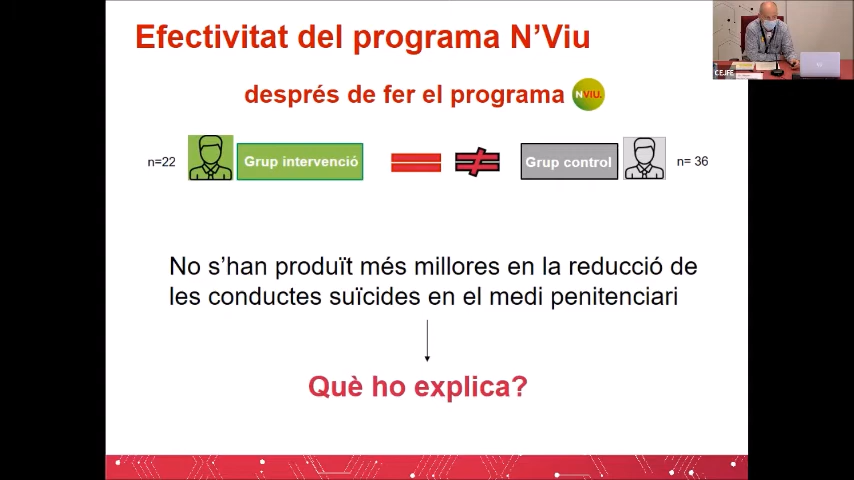 Efectivitat del programa N'Viu
després de fer el programa NVIU.
n=22 Grup intervenció Grup control n= 36
No s'han produït més millores en la reducció de
les conductes suïcides en el medi penitenciari
Què ho explica?
CEJFE